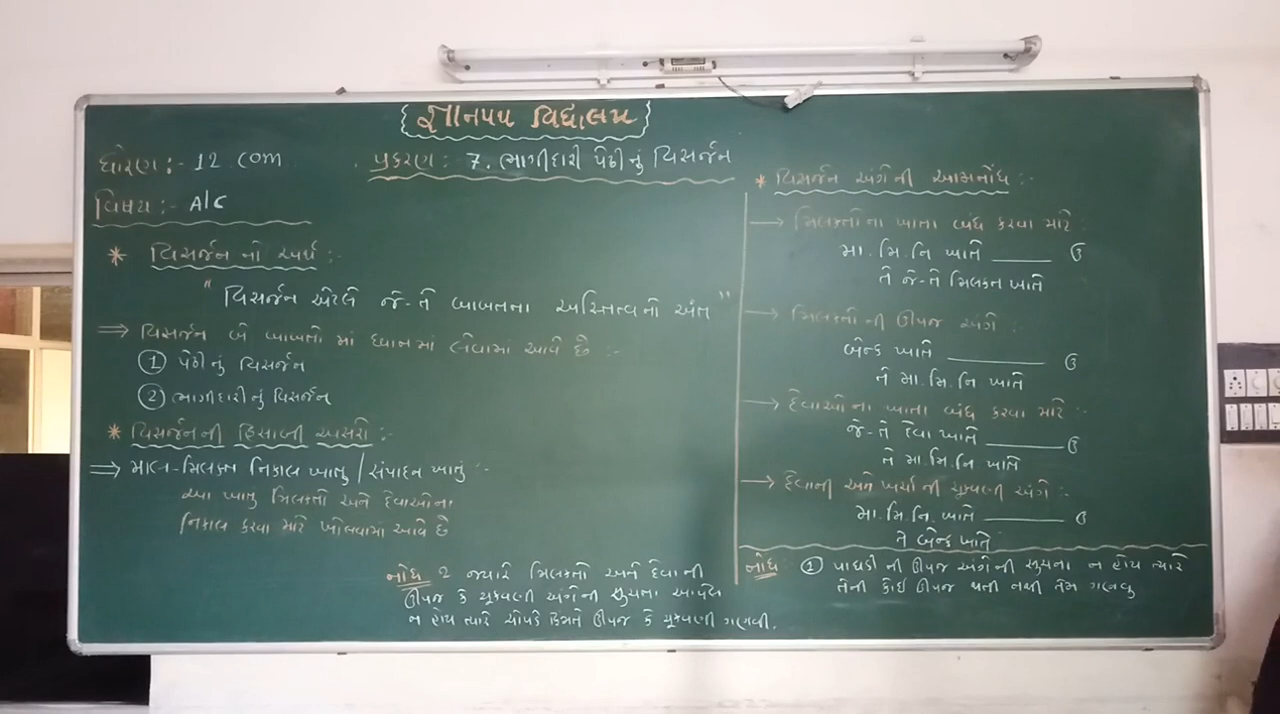 જ્ઞાનપથ વિદ્યાલય
ધોરણ :- 12 com
પ્રકરણ : 7. ભાગીદારી પેઢીનું વિસર્જન
વિષય :- A/C
* વિસર્જન નો અર્થ :-
" વિસર્જન એટલે જે-તે બાબતના અસ્તિત્વનો અંત "
⇒ વિસર્જન બે બાબતો માં ધ્યાનમાં લેવામાં આવે છે :-
① પેઢીનું વિસર્જન
② ભાગીદારીનું વિસર્જન
* વિસર્જનની હિસાબી અસરો :-
⇒ માલ-મિલકત નિકાલ ખાતુ / સંપાદન ખાતું :-
આ ખાતુ મિલકતો અને દેવાઓના
નિકાલ કરવા માટે ખોલવામાં આવે છે
નોંધ 2 જ્યારે મિલકતો અને દેવાની
ઊપજ કે ચૂકવણી અંગેની સુચના આપેલ
ન હોય ત્યારે ચોપડે કિંમતે ઊપજ કે ચૂકવણી ગણવી.
* વિસર્જન અંગેની આમનોંધ :-
→ મિલકતોના ખાતા બંધ કરવા માટે :
મા. મિ. નિ ખાતે ______ ઉ
તે જે-તે મિલકત ખાતે
→ મિલકતો ની ઊપજ અંગે :
બેન્ક ખાતે ______ ઉ
તે મા. મિ. નિ ખાતે
→ દેવાઓના ખાતા બંધ કરવા માટે :-
જે-તે દેવા ખાતે ______ ઉ
તે મા. મિ. નિ ખાતે
→ દેવાની અને ખર્ચાની ચૂકવણી અંગે :-
મા. મિ. નિ. ખાતે ______ ઉ
તે બેન્ક ખાતે
નોંધ ① પાઘડી ની ઊપજ અંગેની સુચના ન હોય ત્યારે
તેની કોઈ ઊપજ થતી નથી તેમ ગણવુ